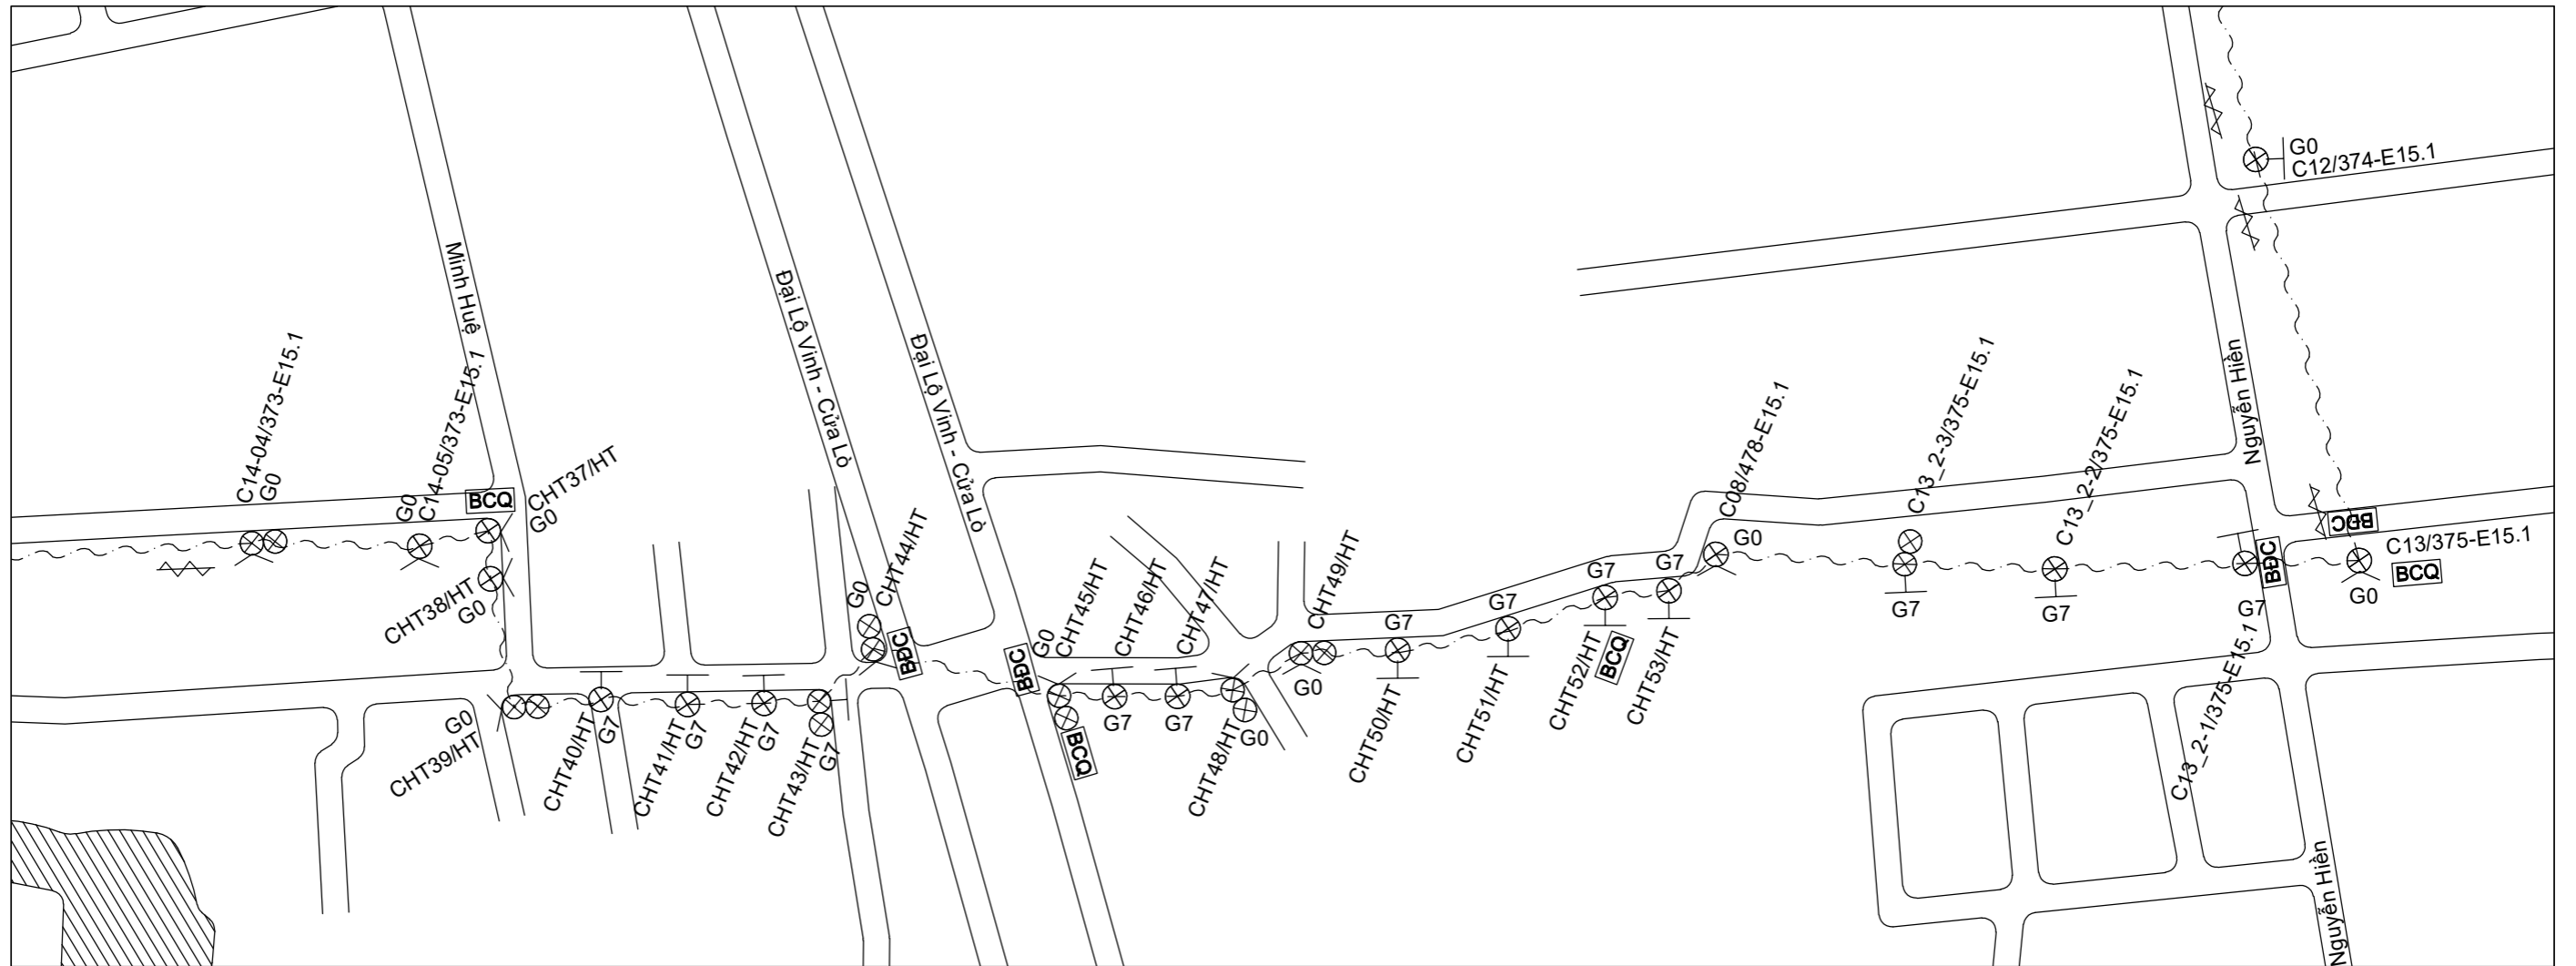 G0
C12/374-E15.1
Minh Huệ
Đại Lộ Vinh - Cửa Lò
Đại Lộ Vinh - Cửa Lò
Nguyễn Hiền
C14-04/373-E15.1
G0
G0
C14-05/373-E15.1
BCQ
CHT37/HT
G0
CHT38/HT
G0
G0
CHT39/HT
CHT40/HT
G7
CHT41/HT
G7
CHT42/HT
G7
CHT43/HT
G7
G0
CHT44/HT
BĐC
BĐC
G0
CHT45/HT
BCQ
CHT46/HT
G7
CHT47/HT
G7
CHT48/HT
G0
CHT49/HT
G0
G7
CHT50/HT
G7
CHT51/HT
G7
CHT52/HT
BCQ
G7
CHT53/HT
C08/478-E15.1
G0
C13_2-3/375-E15.1
G7
C13_2-2/375-E15.1
G7
G7
C13_2-1/375-E15.1
BĐC
BĐC
C13/375-E15.1
BCQ
G0
Nguyễn Hiền